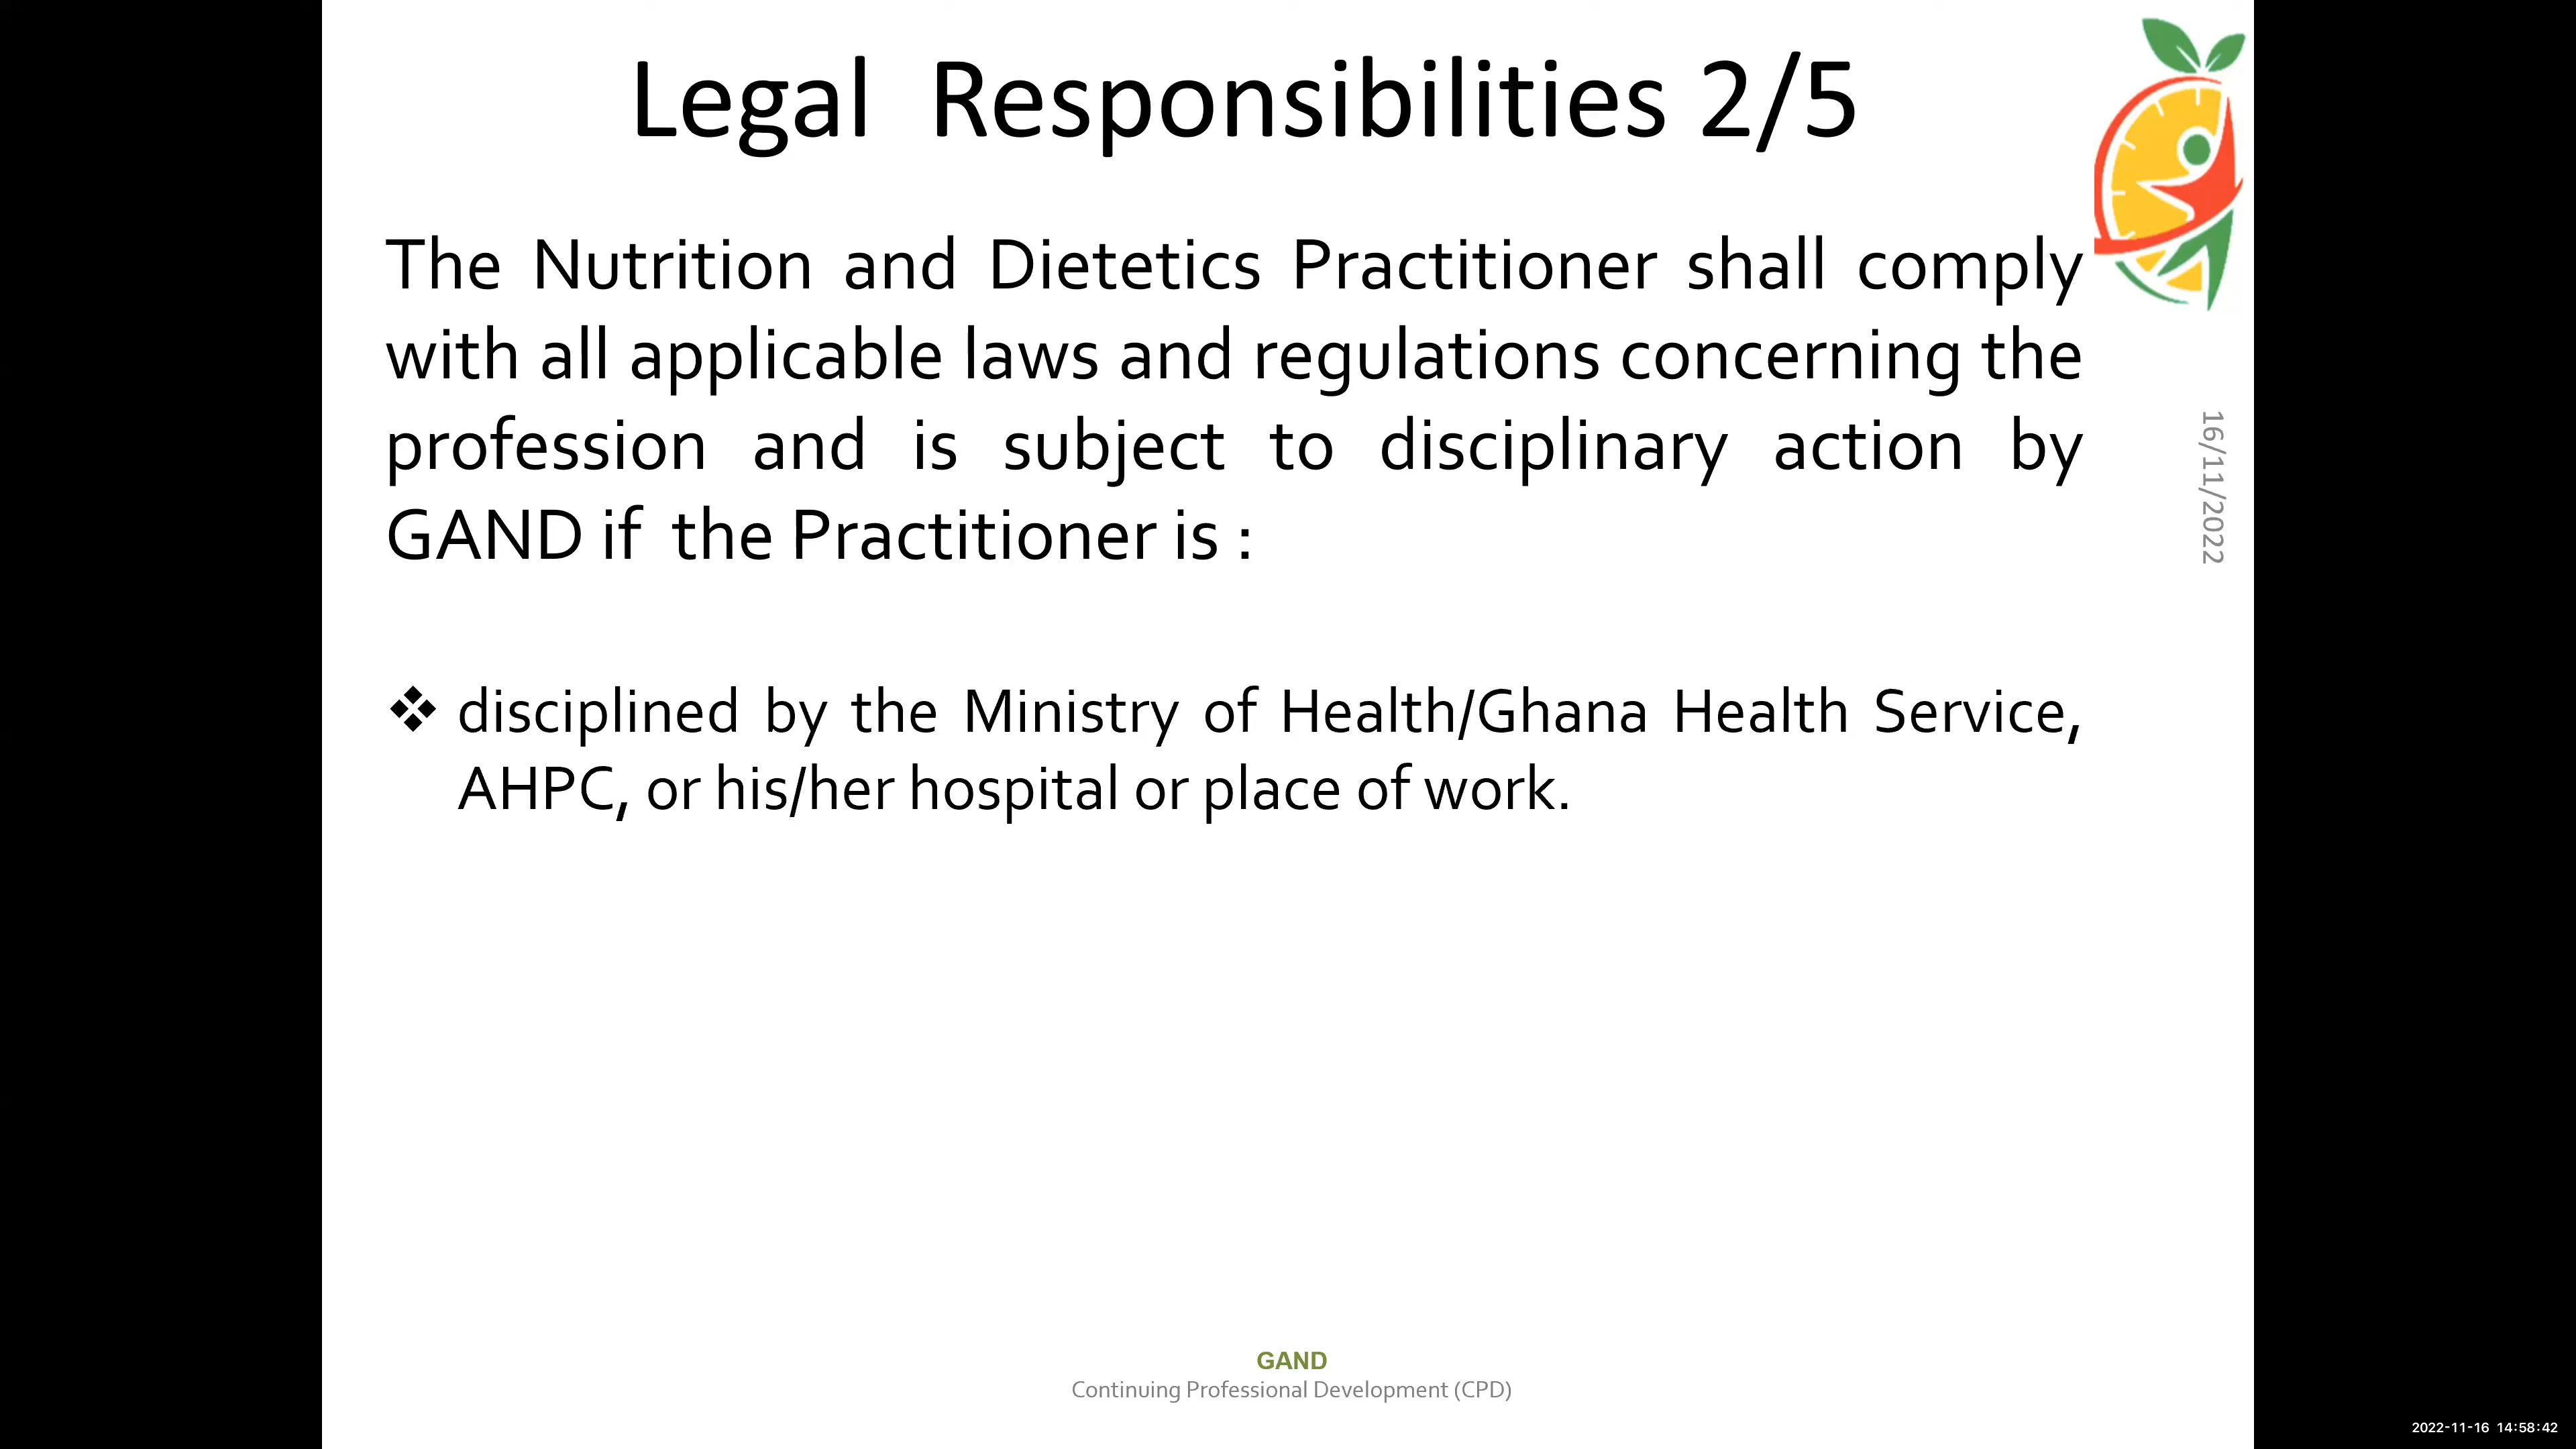 Legal  Responsibilities 2/5
The Nutrition and Dietetics Practitioner shall comply
with all applicable laws and regulations concerning the
profession and is subject to disciplinary action by
GAND if  the Practitioner is :
❖ disciplined by the Ministry of Health/Ghana Health Service,
AHPC, or his/her hospital or place of work.
16/11/2022
GAND
Continuing Professional Development (CPD)
2022-11-16 14:58:42